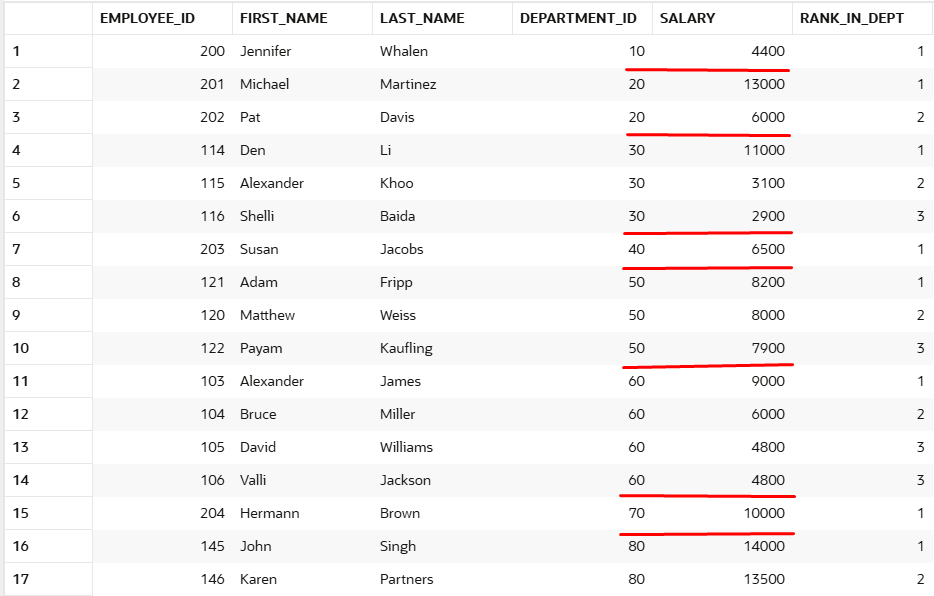 EMPLOYEE_ID FIRST_NAME LAST_NAME DEPARTMENT_ID SALARY RANK_IN_DEPT
1 200 Jennifer Whalen 10 4400 1
2 201 Michael Martinez 20 13000 1
3 202 Pat Davis 20 6000 2
4 114 Den Li 30 11000 1
5 115 Alexander Khoo 30 3100 2
6 116 Shelli Baida 30 2900 3
7 203 Susan Jacobs 40 6500 1
8 121 Adam Fripp 50 8200 1
9 120 Matthew Weiss 50 8000 2
10 122 Payam Kaufling 50 7900 3
11 103 Alexander James 60 9000 1
12 104 Bruce Miller 60 6000 2
13 105 David Williams 60 4800 3
14 106 Valli Jackson 60 4800 3
15 204 Hermann Brown 70 10000 1
16 145 John Singh 80 14000 1
17 146 Karen Partners 80 13500 2